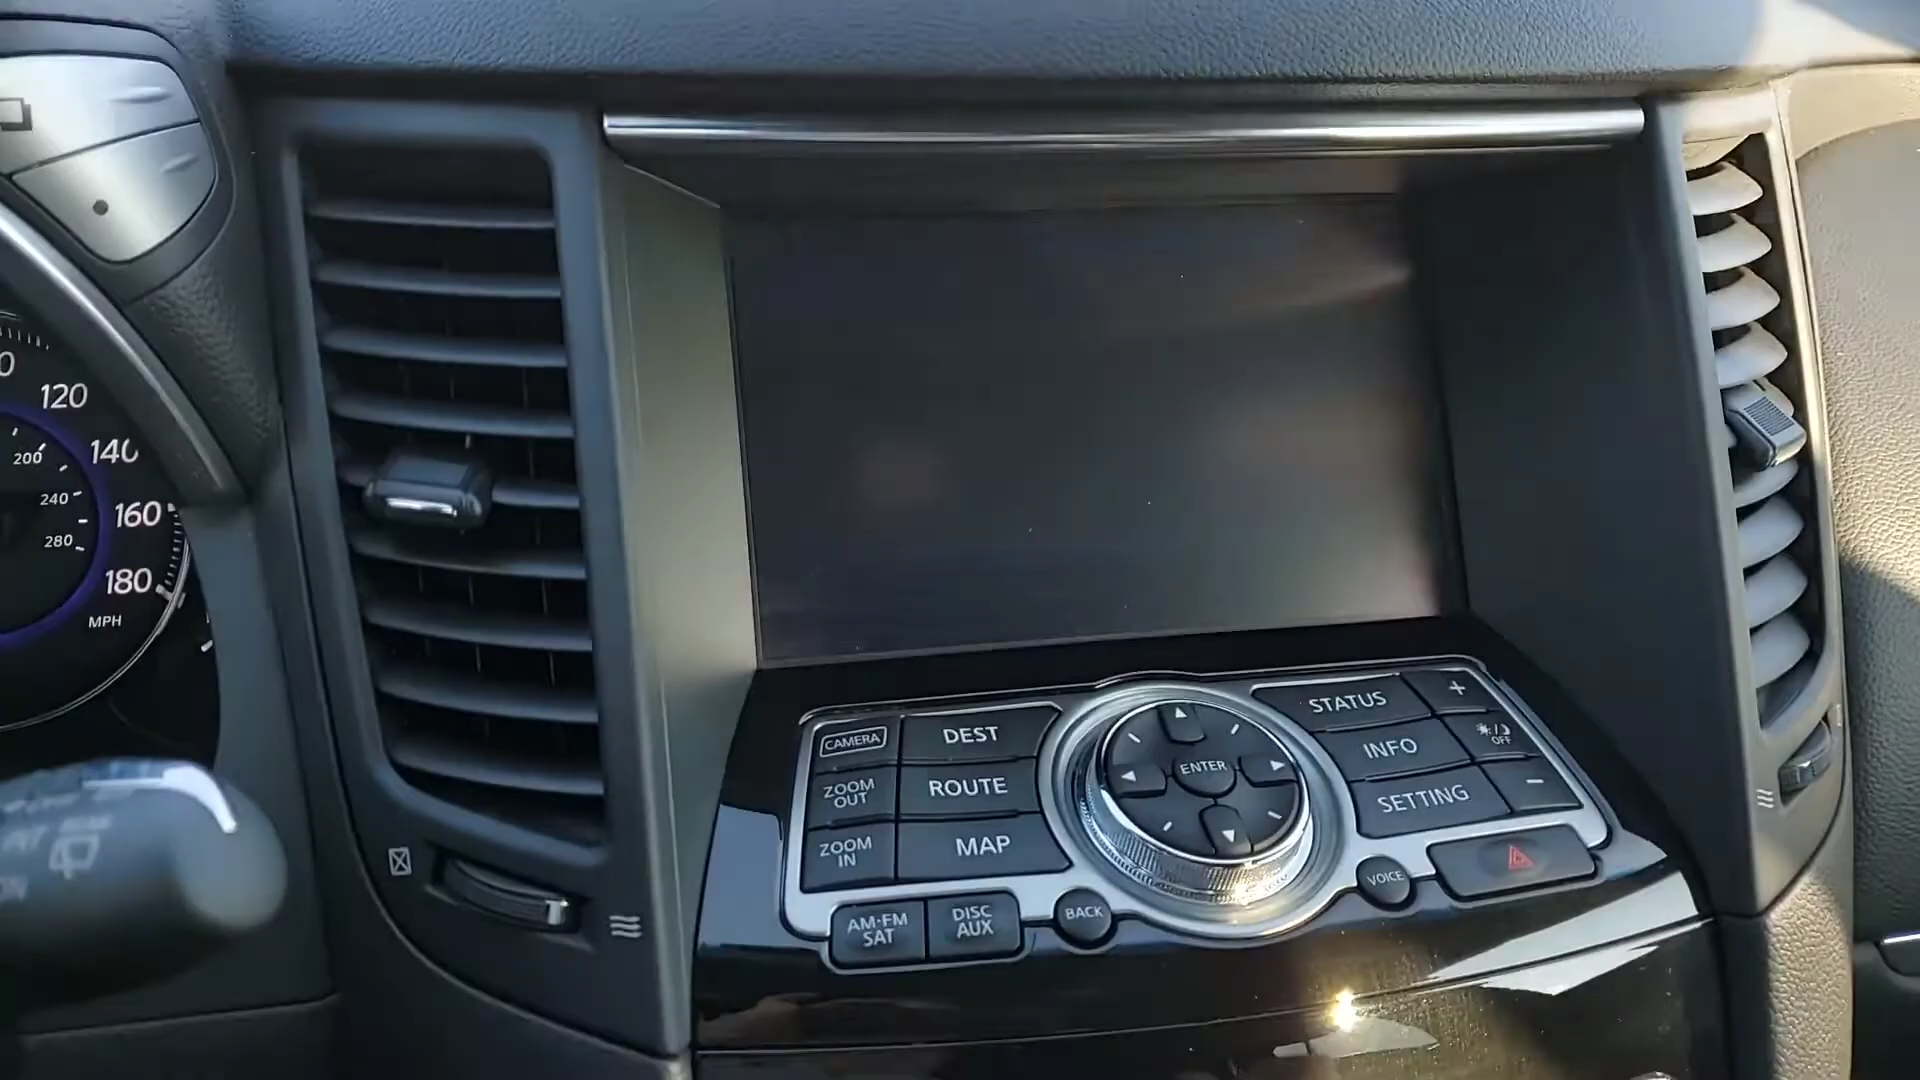 120
140
160
180
MPH
200
240
280
CAMERA
DEST
ZOOM
OUT
ROUTE
ZOOM
IN
MAP
AM·FM
SAT
DISC
AUX
BACK
ENTER
STATUS
+
INFO
OFF
SETTING
-
VOICE